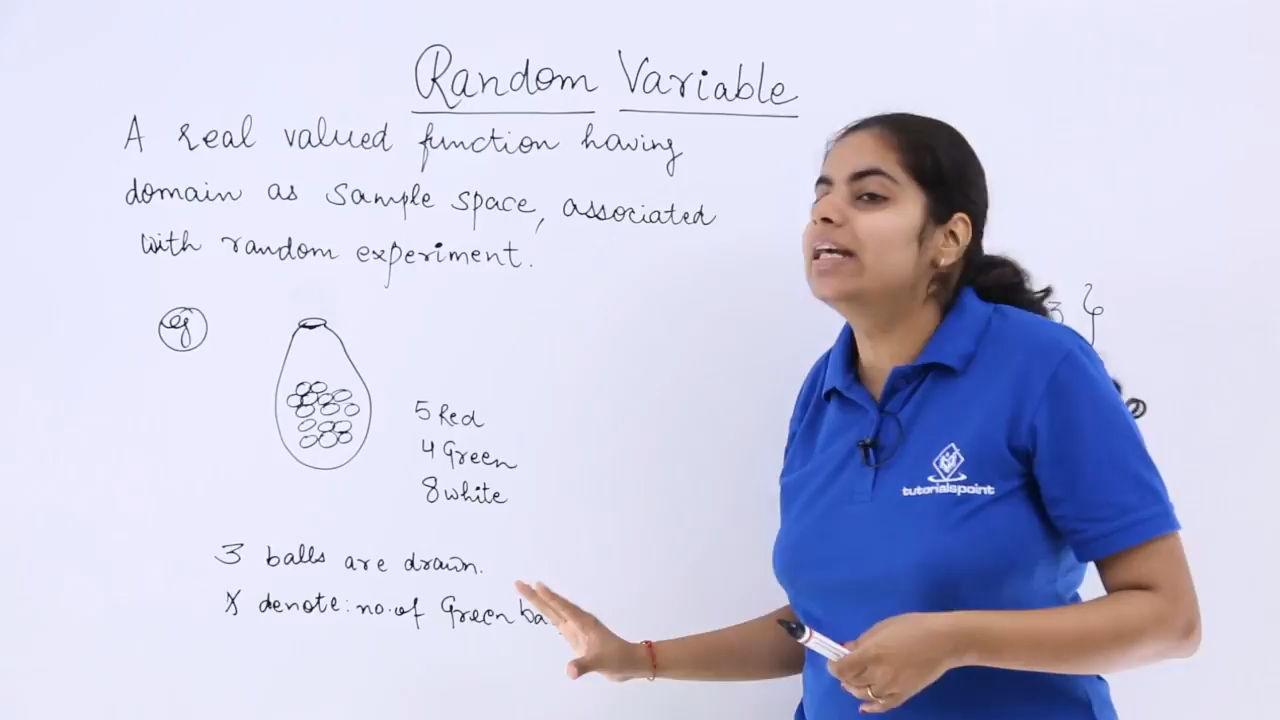 Random Variable
A real valued function having
domain as sample space, associated
with random experiment.
eg
5 Red
4 Green
8 white
3 balls are drawn.
X denote: no. of Green
tutorialspoint